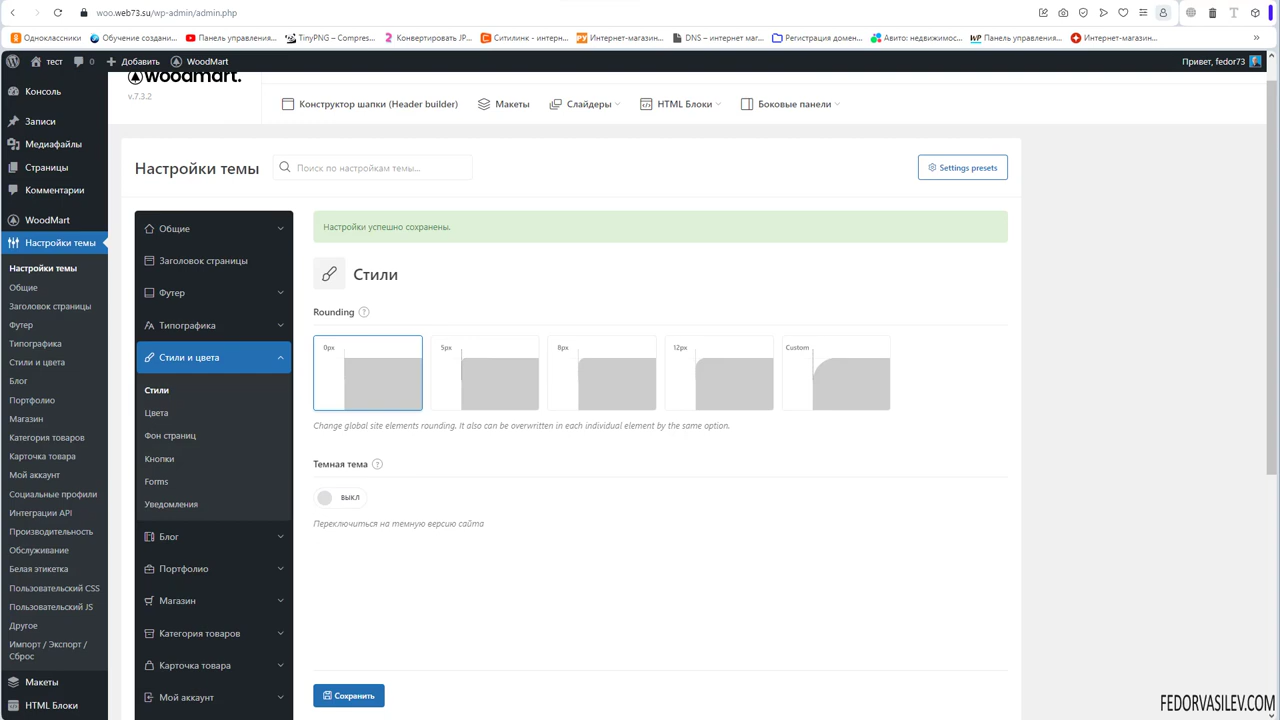 woo.web73.su/wp-admin/admin.php
Одноклассники
Обучение создани...
Панель управления...
TinyPNG – Compres...
Конвертировать JP...
Ситилинк - интерн...
Интернет-магазин...
DNS – интернет маг...
Регистрация домен...
Авито: недвижимос...
Панель управления...
Интернет-магазин...
тест
0
Добавить
WoodMart
Привет, fedor73
woodmart.
v.7.3.2
Конструктор шапки (Header builder)
Макеты
Слайдеры
HTML Блоки
Боковые панели
Консоль
Записи
Медиафайлы
Страницы
Комментарии
WoodMart
Настройки темы
Настройки темы
Общие
Заголовок страницы
Футер
Типографика
Стили и цвета
Блог
Портфолио
Магазин
Категория товаров
Карточка товара
Мой аккаунт
Социальные профили
Интеграции API
Производительность
Обслуживание
Белая этикетка
Пользовательский CSS
Пользовательский JS
Другое
Импорт / Экспорт /
Сброс
Макеты
HTML Блоки
Настройки темы
Поиск по настройкам темы...
Settings presets
Общие
Заголовок страницы
Футер
Типографика
Стили и цвета
Стили
Цвета
Фон страниц
Кнопки
Forms
Уведомления
Блог
Портфолио
Магазин
Категория товаров
Карточка товара
Мой аккаунт
Настройки успешно сохранены.
Стили
Rounding
0px
5px
8px
12px
Custom
Change global site elements rounding. It also can be overwritten in each individual element by the same option.
Темная тема
ВЫКЛ
Переключиться на темную версию сайта
Сохранить
FEDORVASILEV.COM